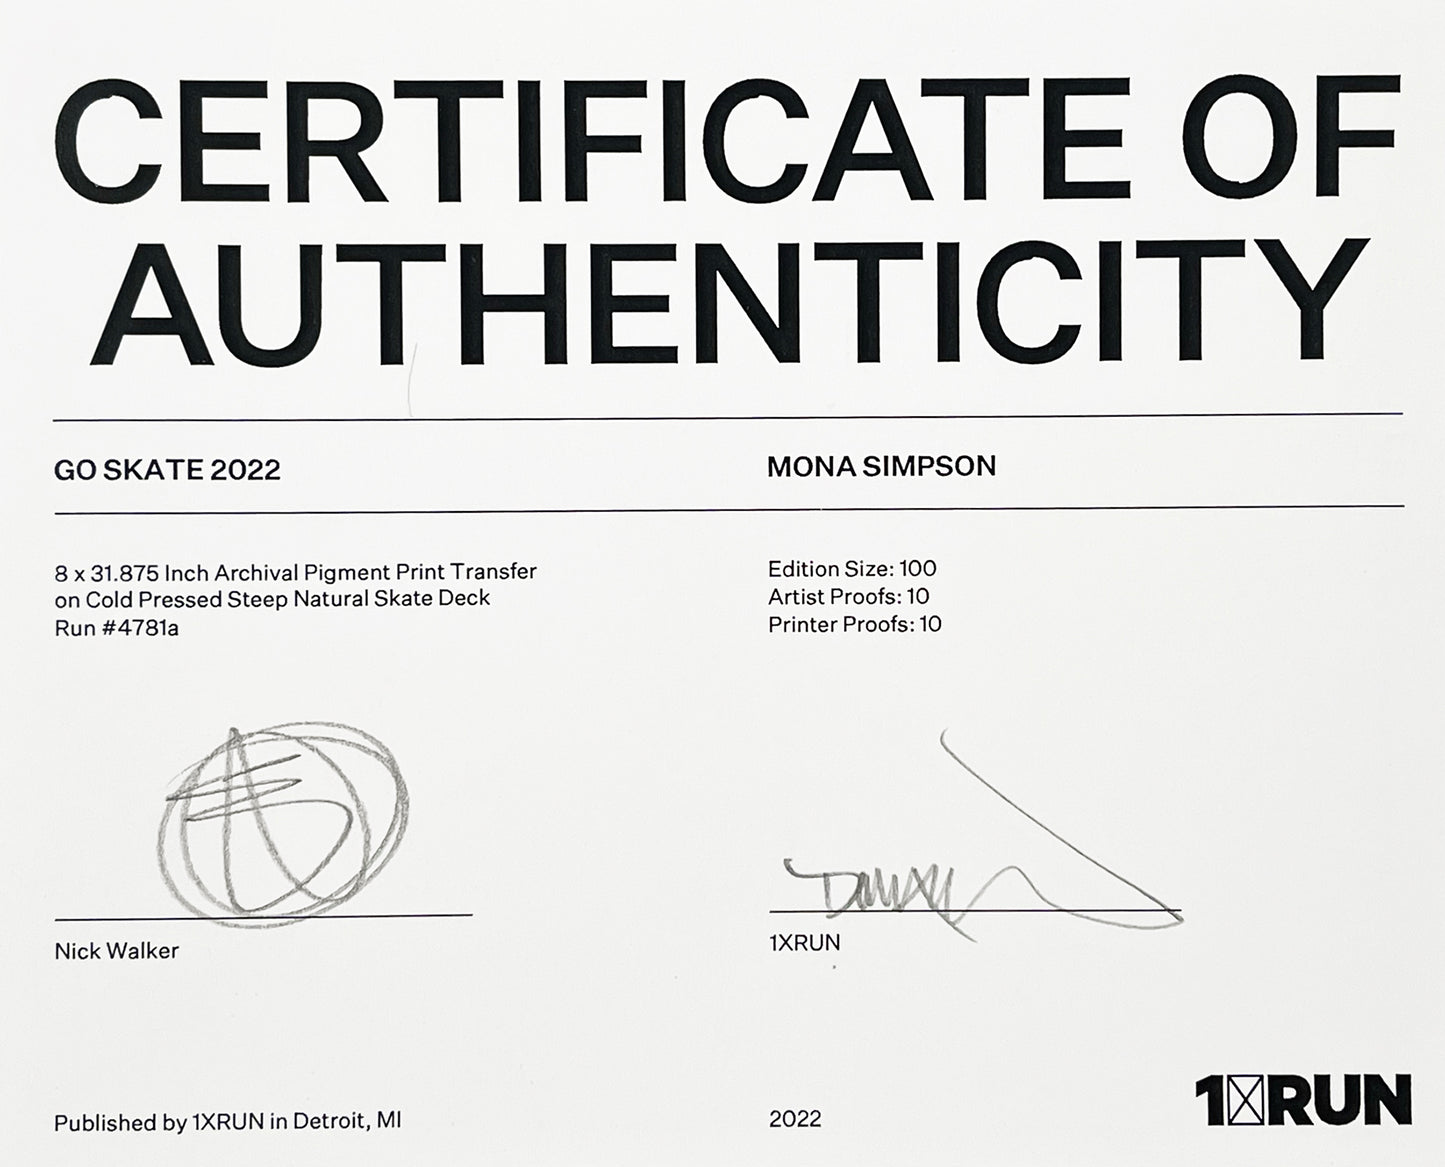 CERTIFICATE OF
AUTHENTICITY
GO SKATE 2022
MONA SIMPSON
8 x 31.875 Inch Archival Pigment Print Transfer
on Cold Pressed Steep Natural Skate Deck
Run #4781a
Edition Size: 100
Artist Proofs: 10
Printer Proofs: 10
Nick Walker
1XRUN
Published by 1XRUN in Detroit, MI
2022
1XRUN